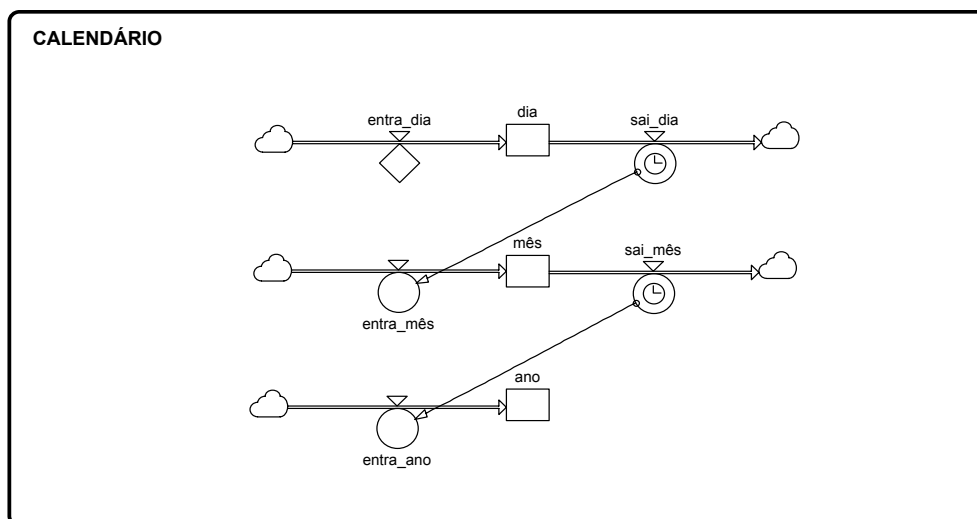 CALENDÁRIO
entra_dia
dia
sai_dia
mês
sai_mês
entra_mês
ano
entra_ano